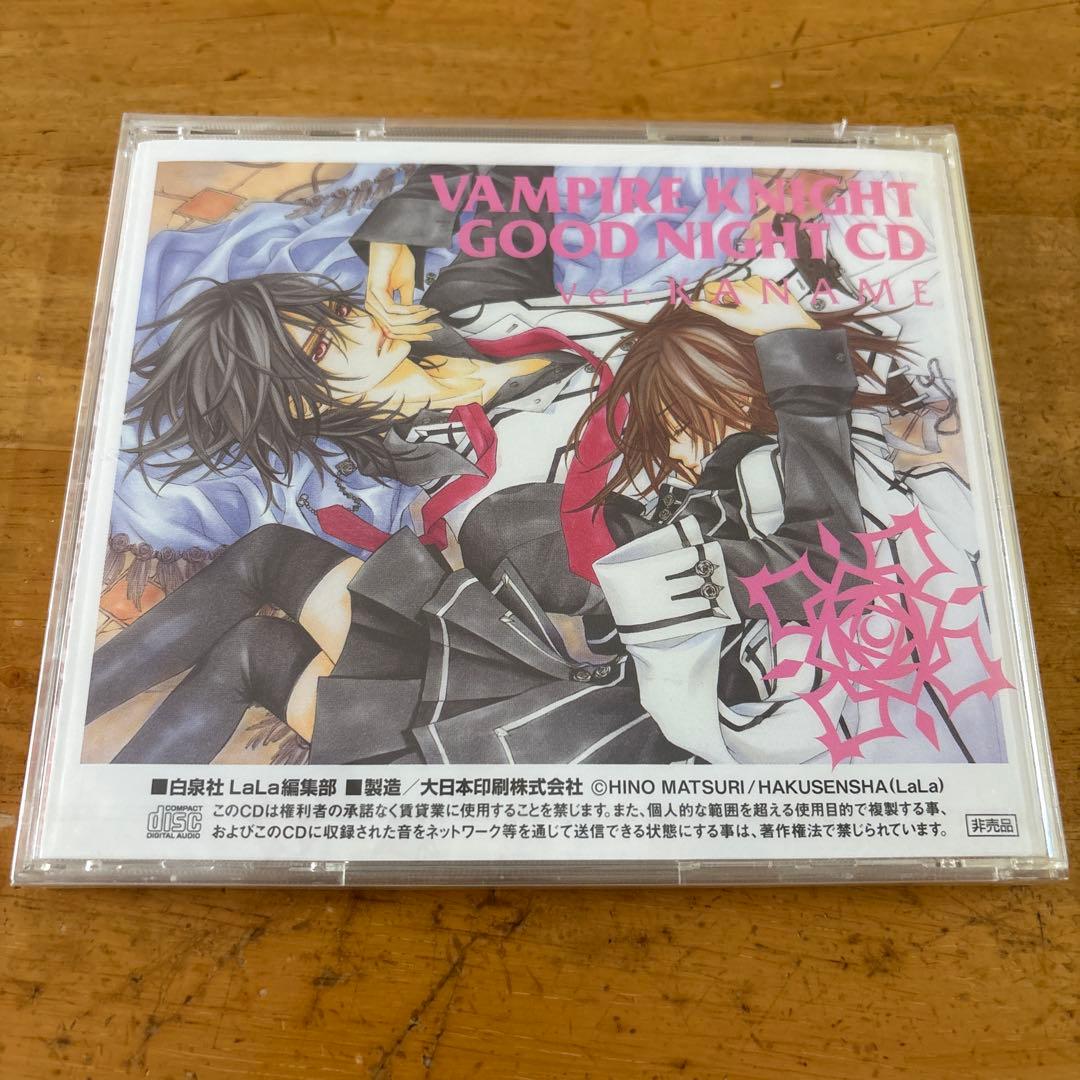 VAMPIRE KNIGHT
GOOD NIGHT CD
Ver.KANAME
■白泉社 LaLa編集部 ■製造／大日本印刷株式会社 ©HINO MATSURI/HAKUSENSHA(LaLa)
COMPACT
disc
DIGITAL AUDIO
このCDは権利者の承諾なく賃貸業に使用することを禁じます。また、個人的な範囲を超える使用目的で複製する事、
およびこのCDに収録された音をネットワーク等を通じて送信できる状態にする事は、著作権法で禁じられています。
非売品